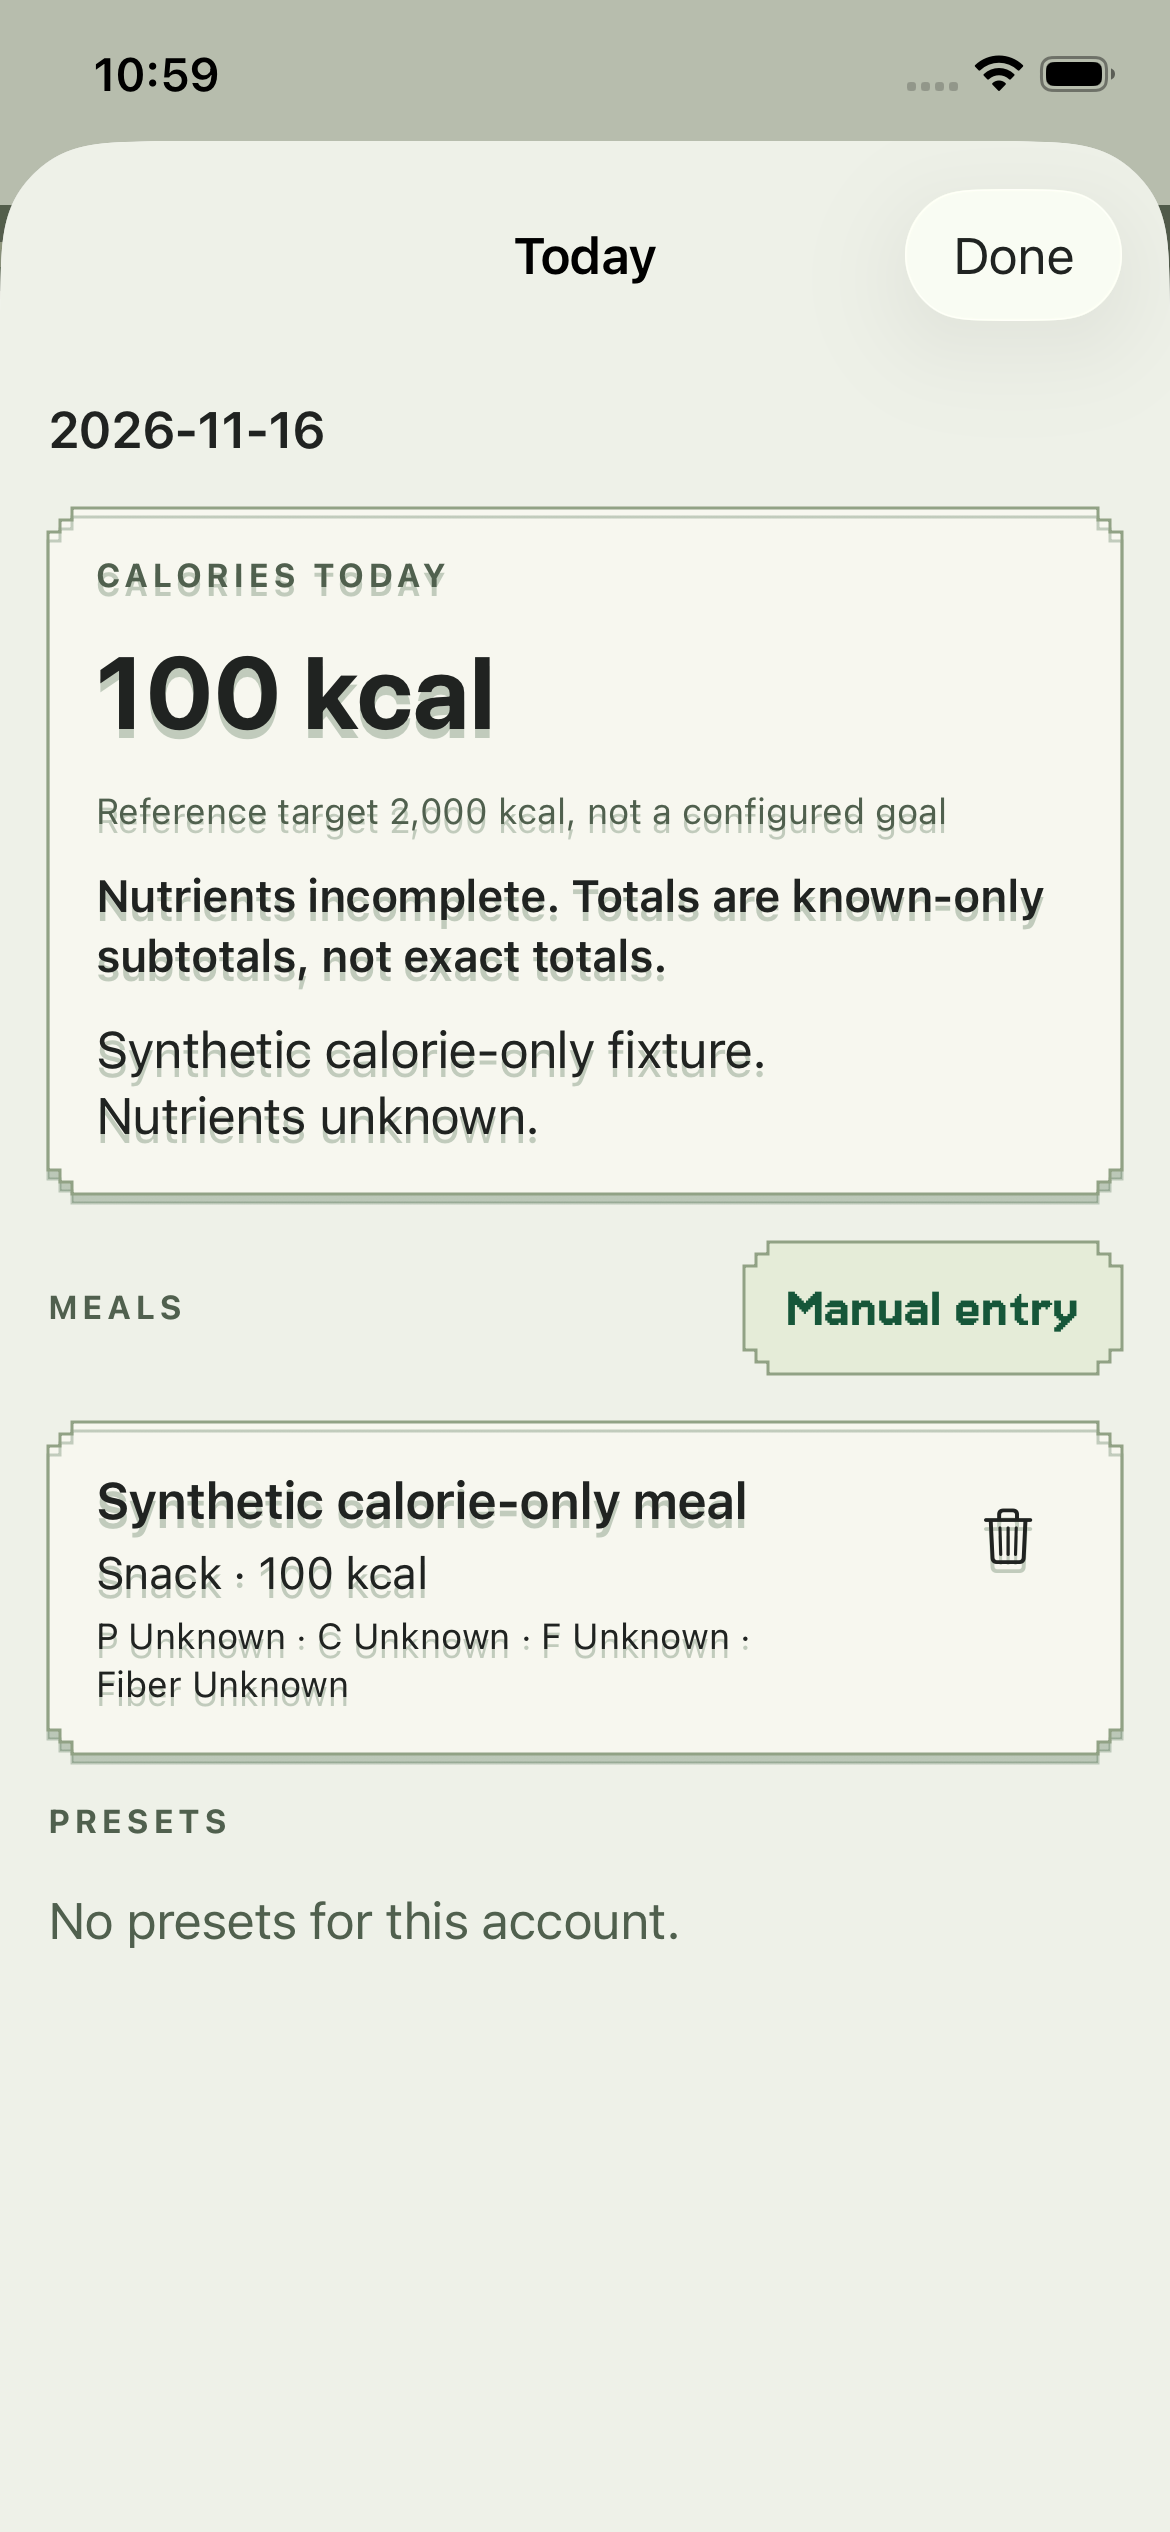 10:59
Today
Done
2026-11-16
CALORIES TODAY
100 kcal
Reference target 2,000 kcal, not a configured goal
Nutrients incomplete. Totals are known-only
subtotals, not exact totals.
Synthetic calorie-only fixture.
Nutrients unknown.
MEALS
Manual entry
Synthetic calorie-only meal
Snack · 100 kcal
P Unknown · C Unknown · F Unknown ·
Fiber Unknown
PRESETS
No presets for this account.